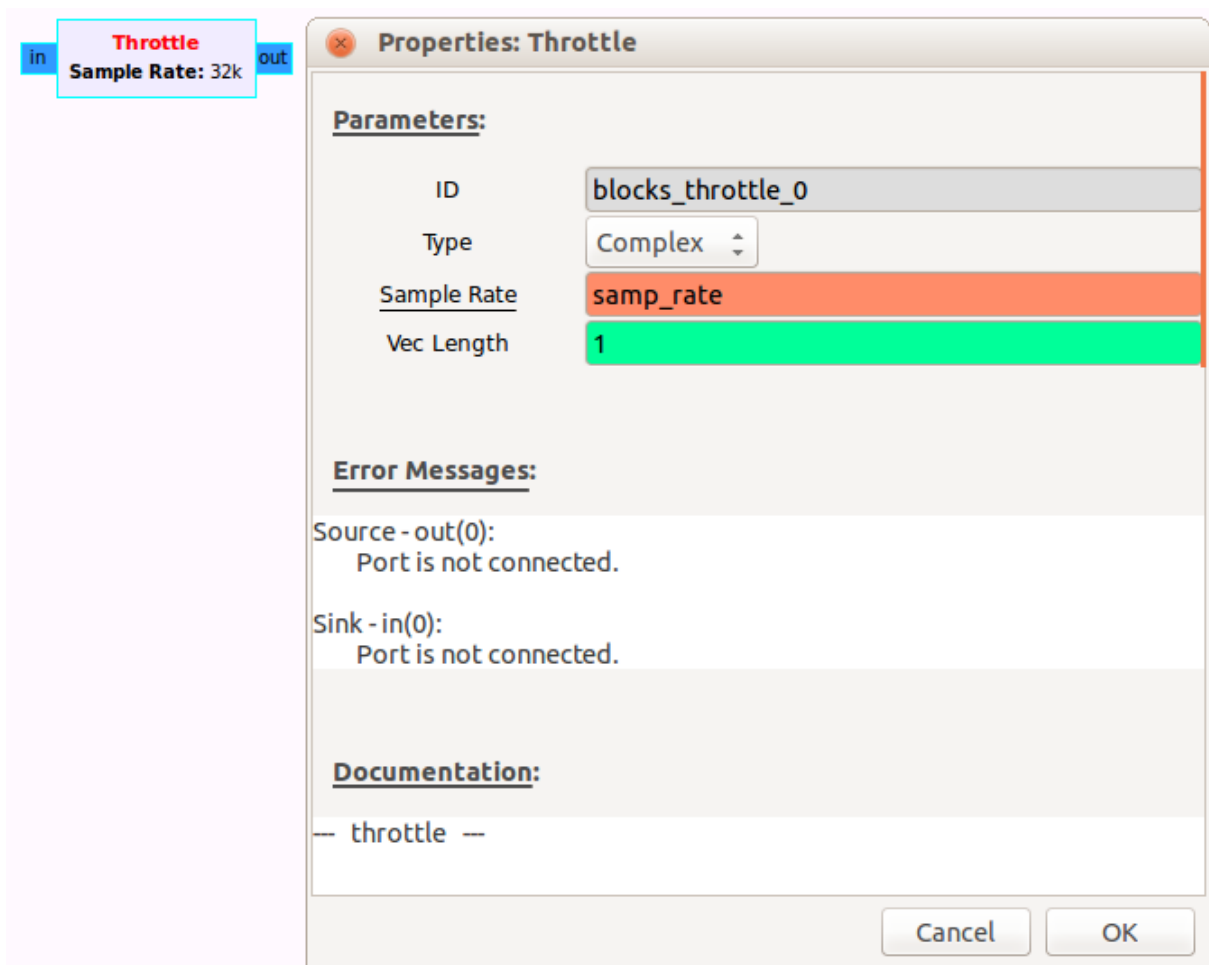 in
Throttle
Sample Rate: 32k
out
Properties: Throttle
Parameters:
ID
blocks_throttle_0
Type
Complex
Sample Rate
samp_rate
Vec Length
1
Error Messages:
Source - out(0):
Port is not connected.
Sink - in(0):
Port is not connected.
Documentation:
--- throttle ---
Cancel
OK